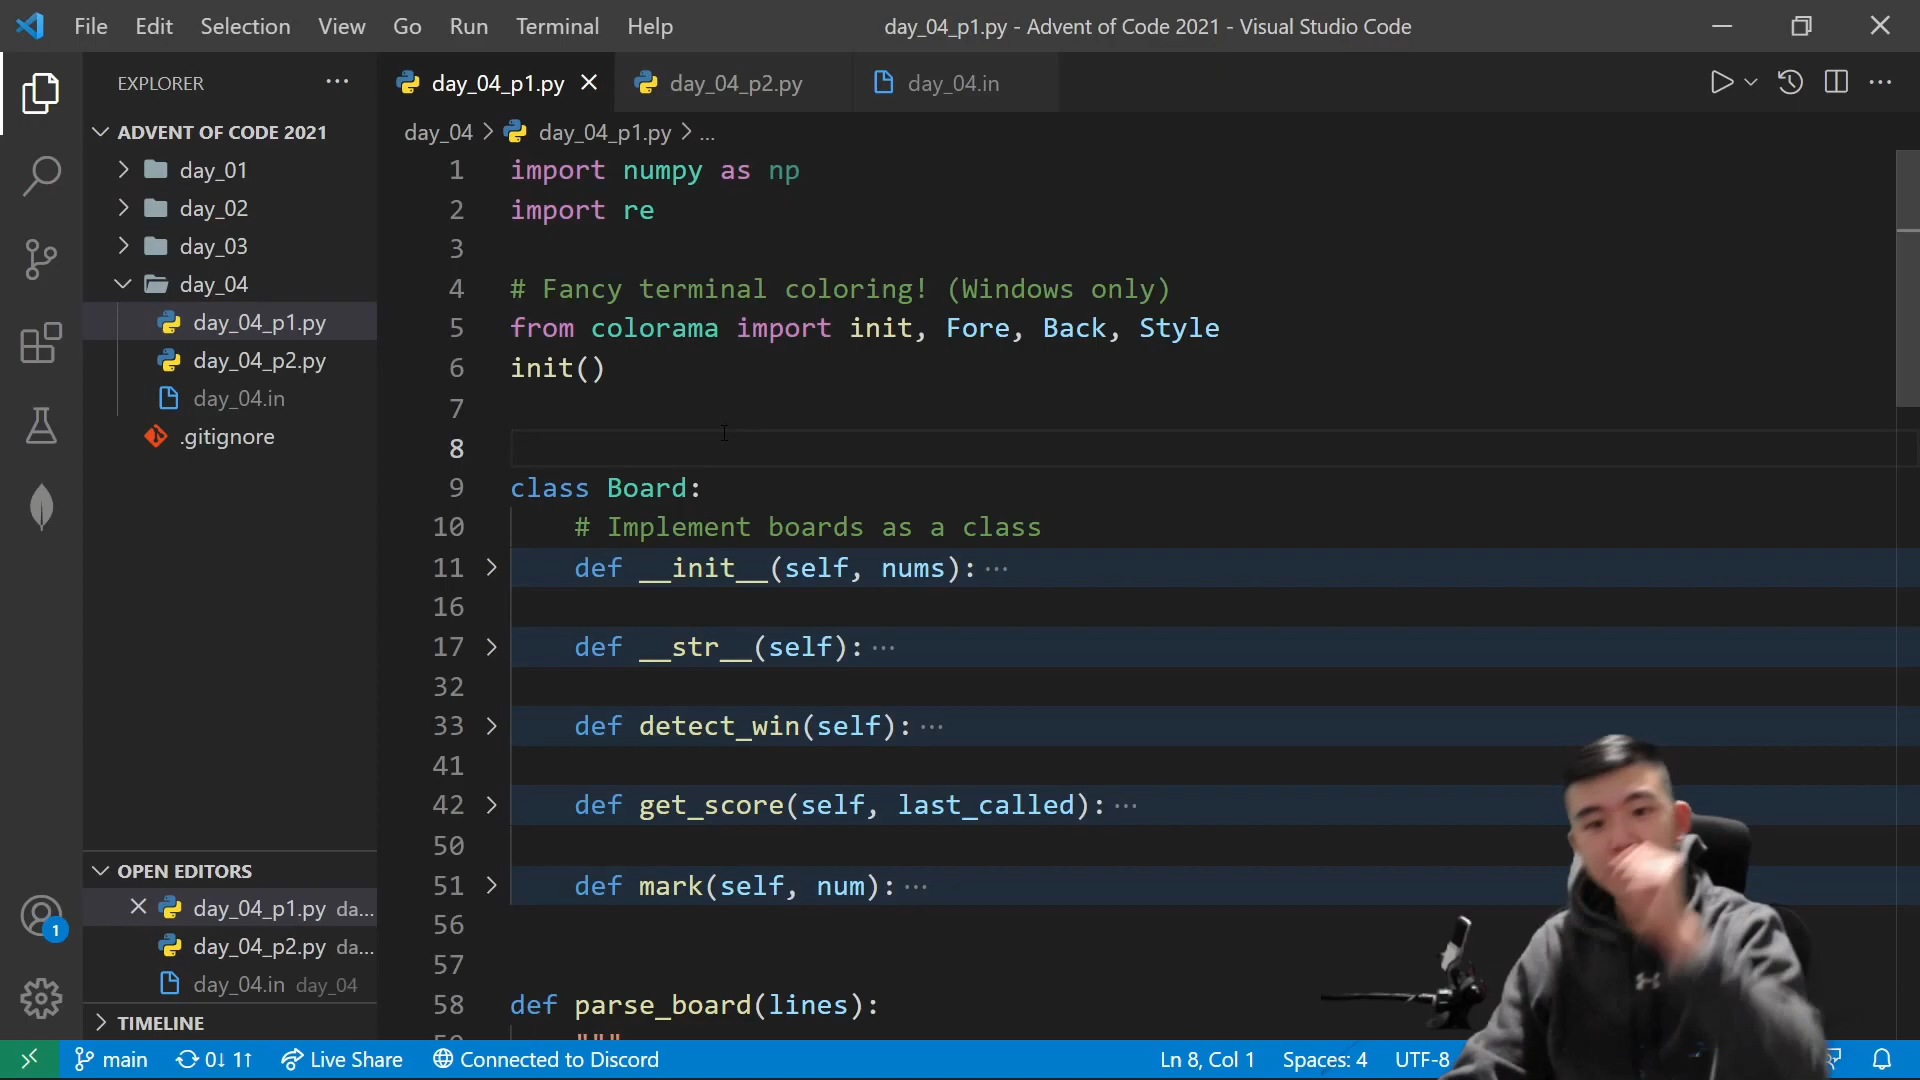 File Edit Selection View Go Run Terminal Help day_04_p1.py - Advent of Code 2021 - Visual Studio Code
EXPLORER
day_04_p1.py day_04_p2.py day_04.in
ADVENT OF CODE 2021
day_01
day_02
day_03
day_04
day_04_p1.py
day_04_p2.py
day_04.in
.gitignore
OPEN EDITORS
day_04_p1.py da...
day_04_p2.py da...
day_04.in day_04
TIMELINE
1
day_04 > day_04_p1.py > ...
1 import numpy as np
2 import re
3
4 # Fancy terminal coloring! (Windows only)
5 from colorama import init, Fore, Back, Style
6 init()
7
8
9 class Board:
10 # Implement boards as a class
11 def __init__(self, nums):···
16
17 def __str__(self):···
32
33 def detect_win(self):···
41
42 def get_score(self, last_called):···
50
51 def mark(self, num):···
56
57
58 def parse_board(lines):
main 0↓ 1↑ Live Share Connected to Discord Ln 8, Col 1 Spaces: 4 UTF-8